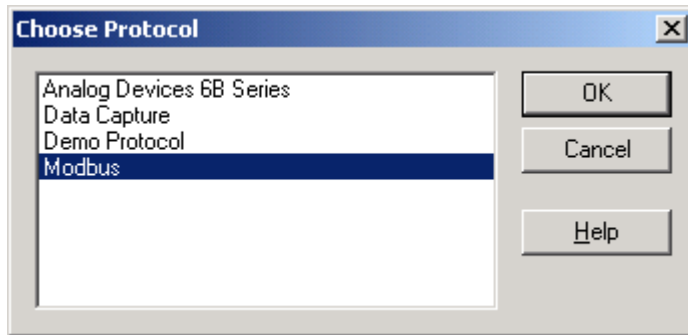 Choose Protocol
Analog Devices 6B Series
Data Capture
Demo Protocol
Modbus
OK
Cancel
Help